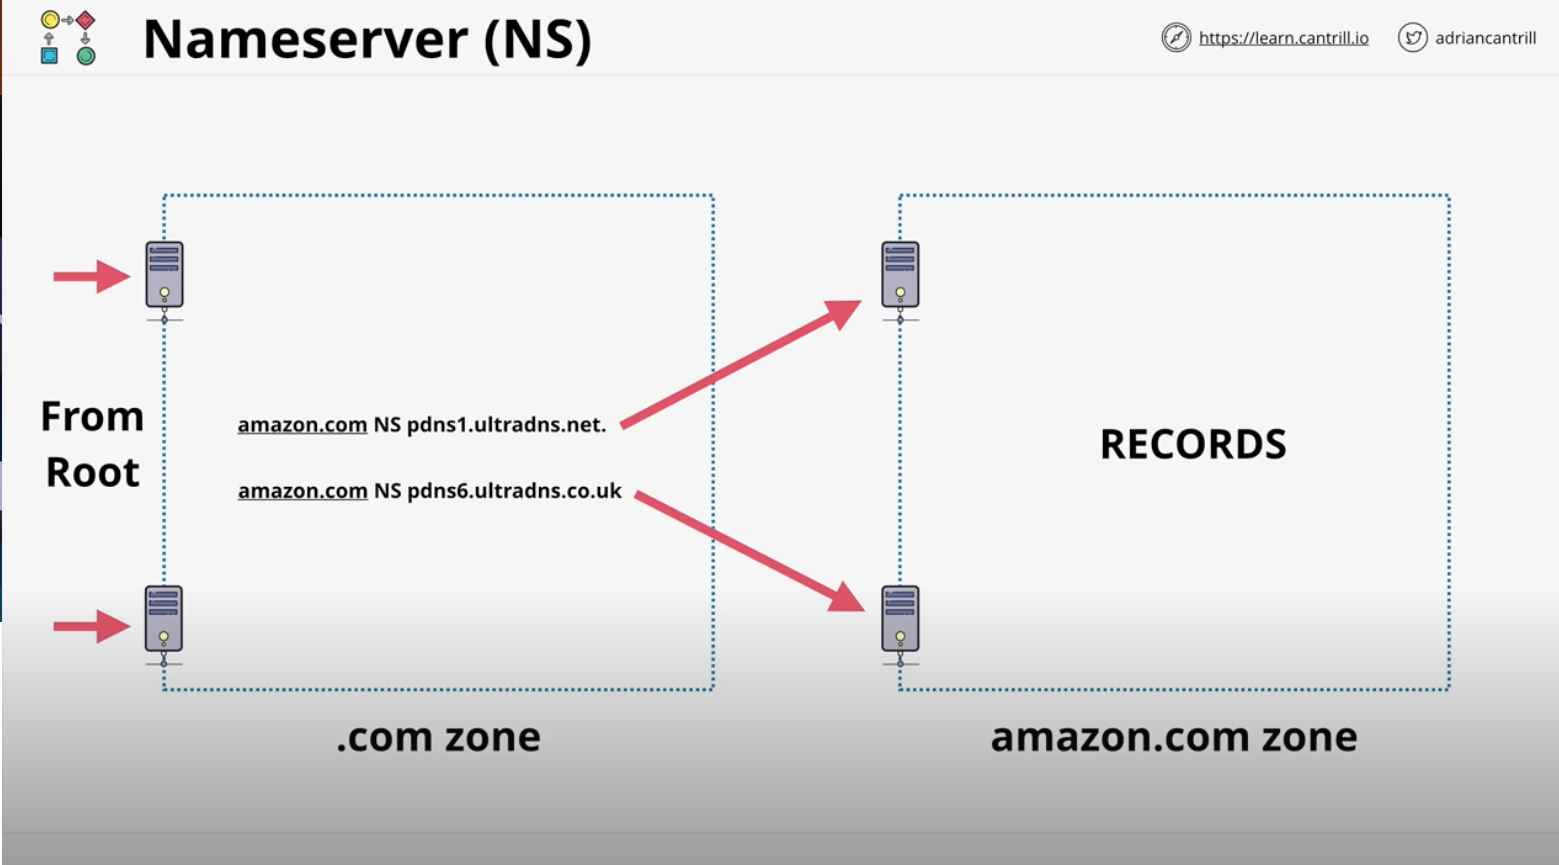 Nameserver (NS)
https://learn.cantrill.io
adriancantrill
From
Root
amazon.com NS pdns1.ultradns.net.
amazon.com NS pdns6.ultradns.co.uk
RECORDS
.com zone
amazon.com zone